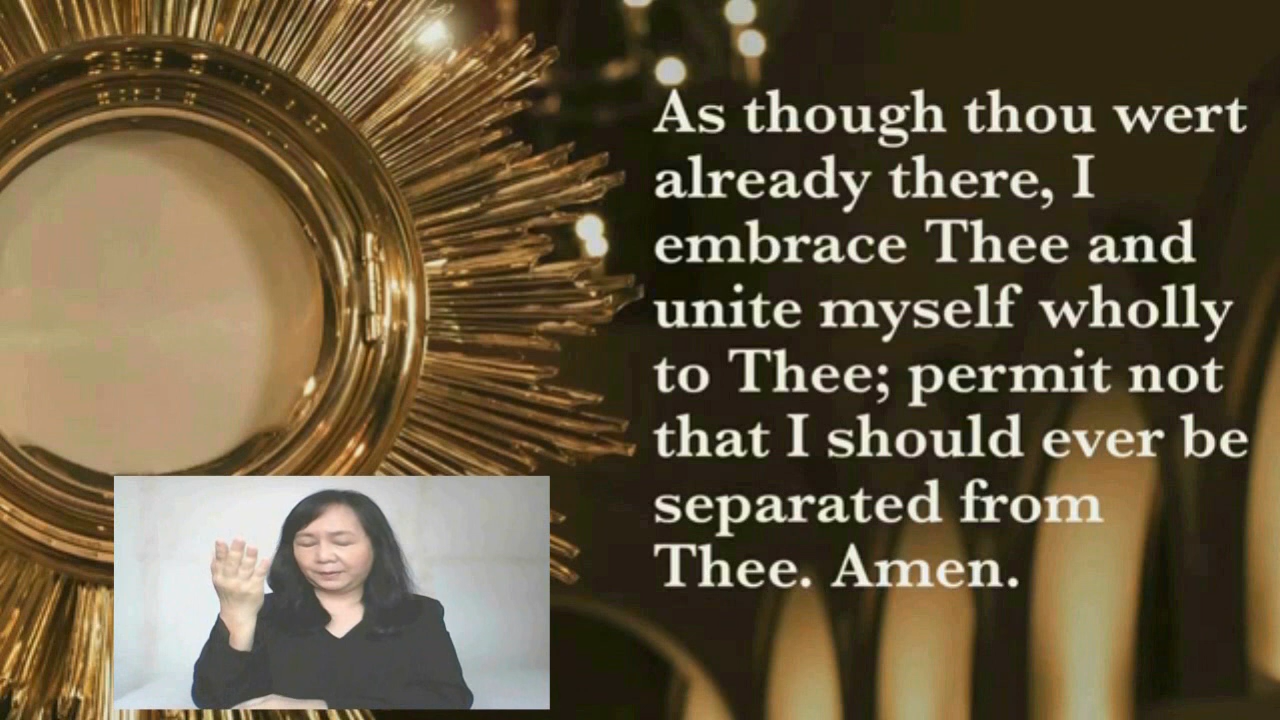 As though thou wert
already there, I
embrace Thee and
unite myself wholly
to Thee; permit not
that I should ever be
separated from
Thee. Amen.